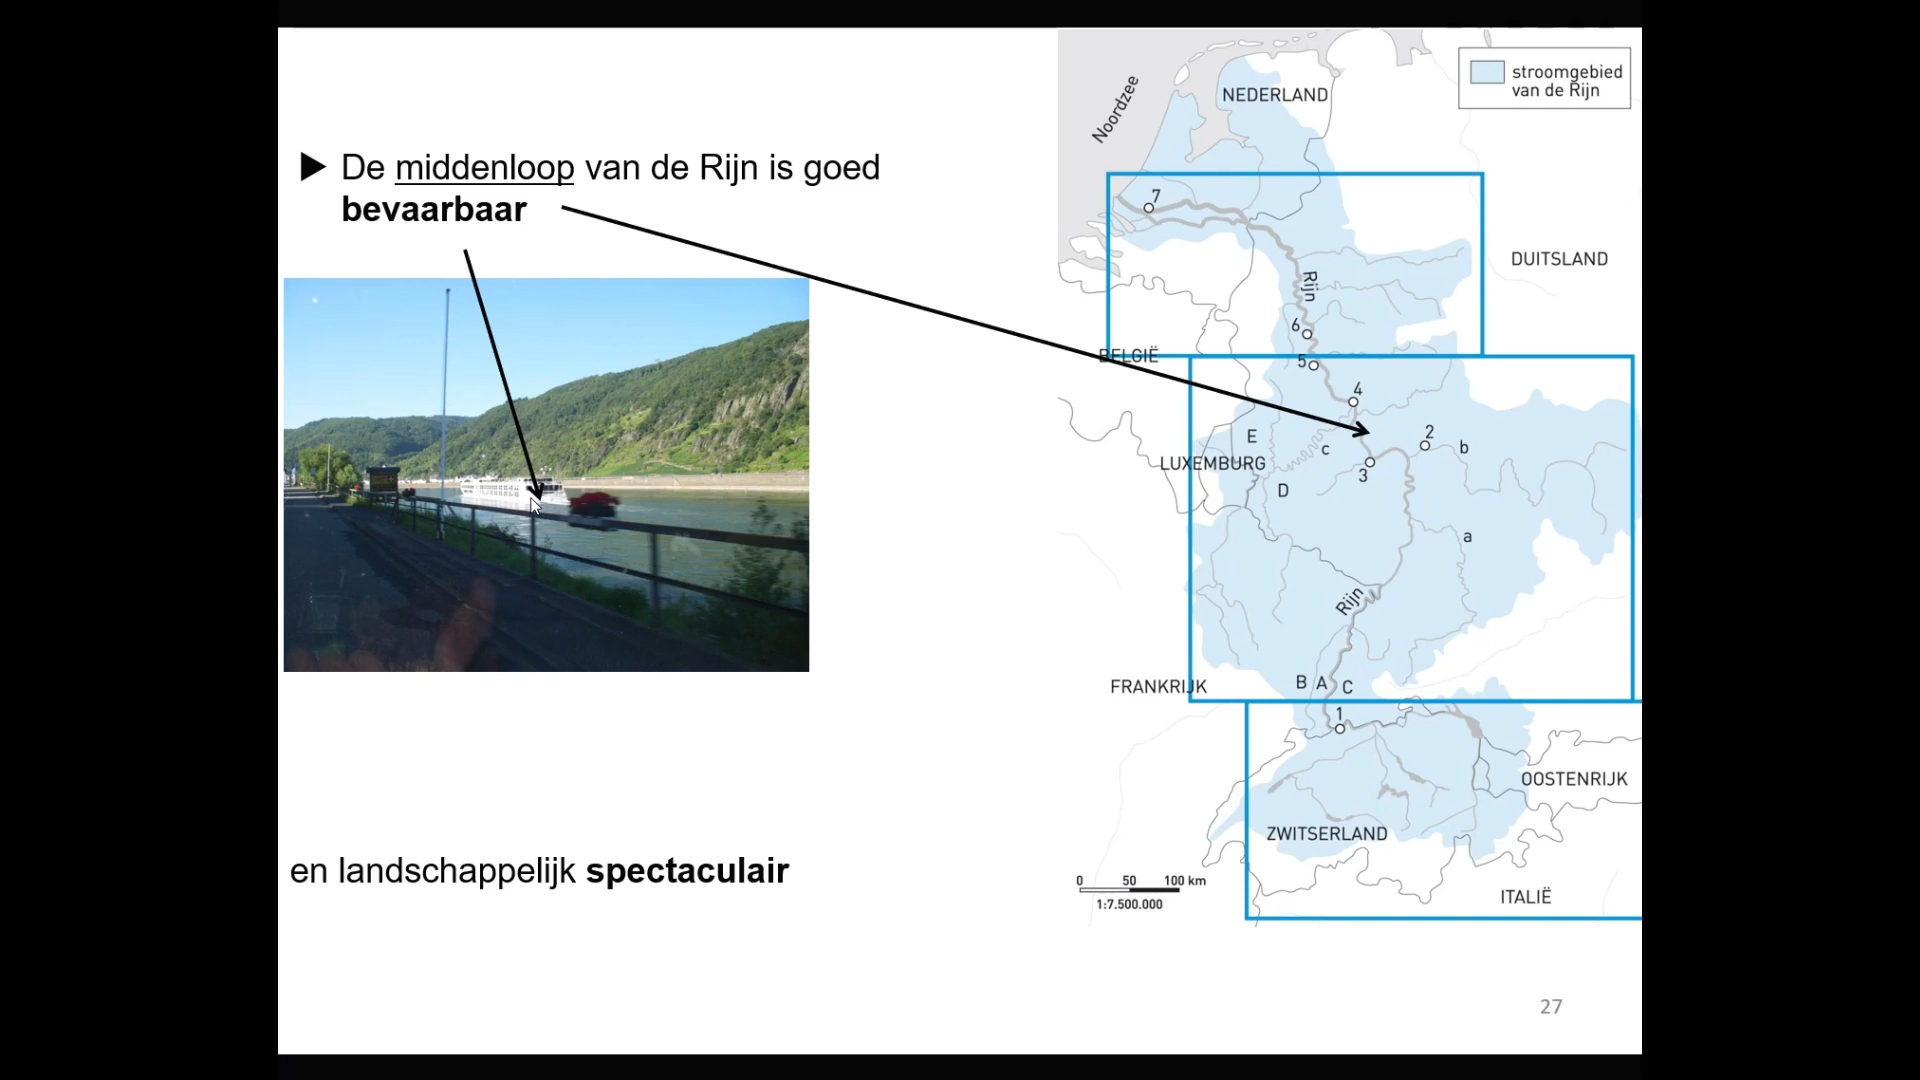 De middenloop van de Rijn is goed
bevaarbaar
en landschappelijk spectaculair
stroomgebied
van de Rijn
NEDERLAND
Noordzee
7
DUITSLAND
Rijn
6
BELGIË
5
4
2
E
c
b
LUXEMBURG
3
D
a
Rijn
B A C
FRANKRIJK
1
OOSTENRIJK
ZWITSERLAND
0 50 100 km
1:7.500.000
ITALIË
27